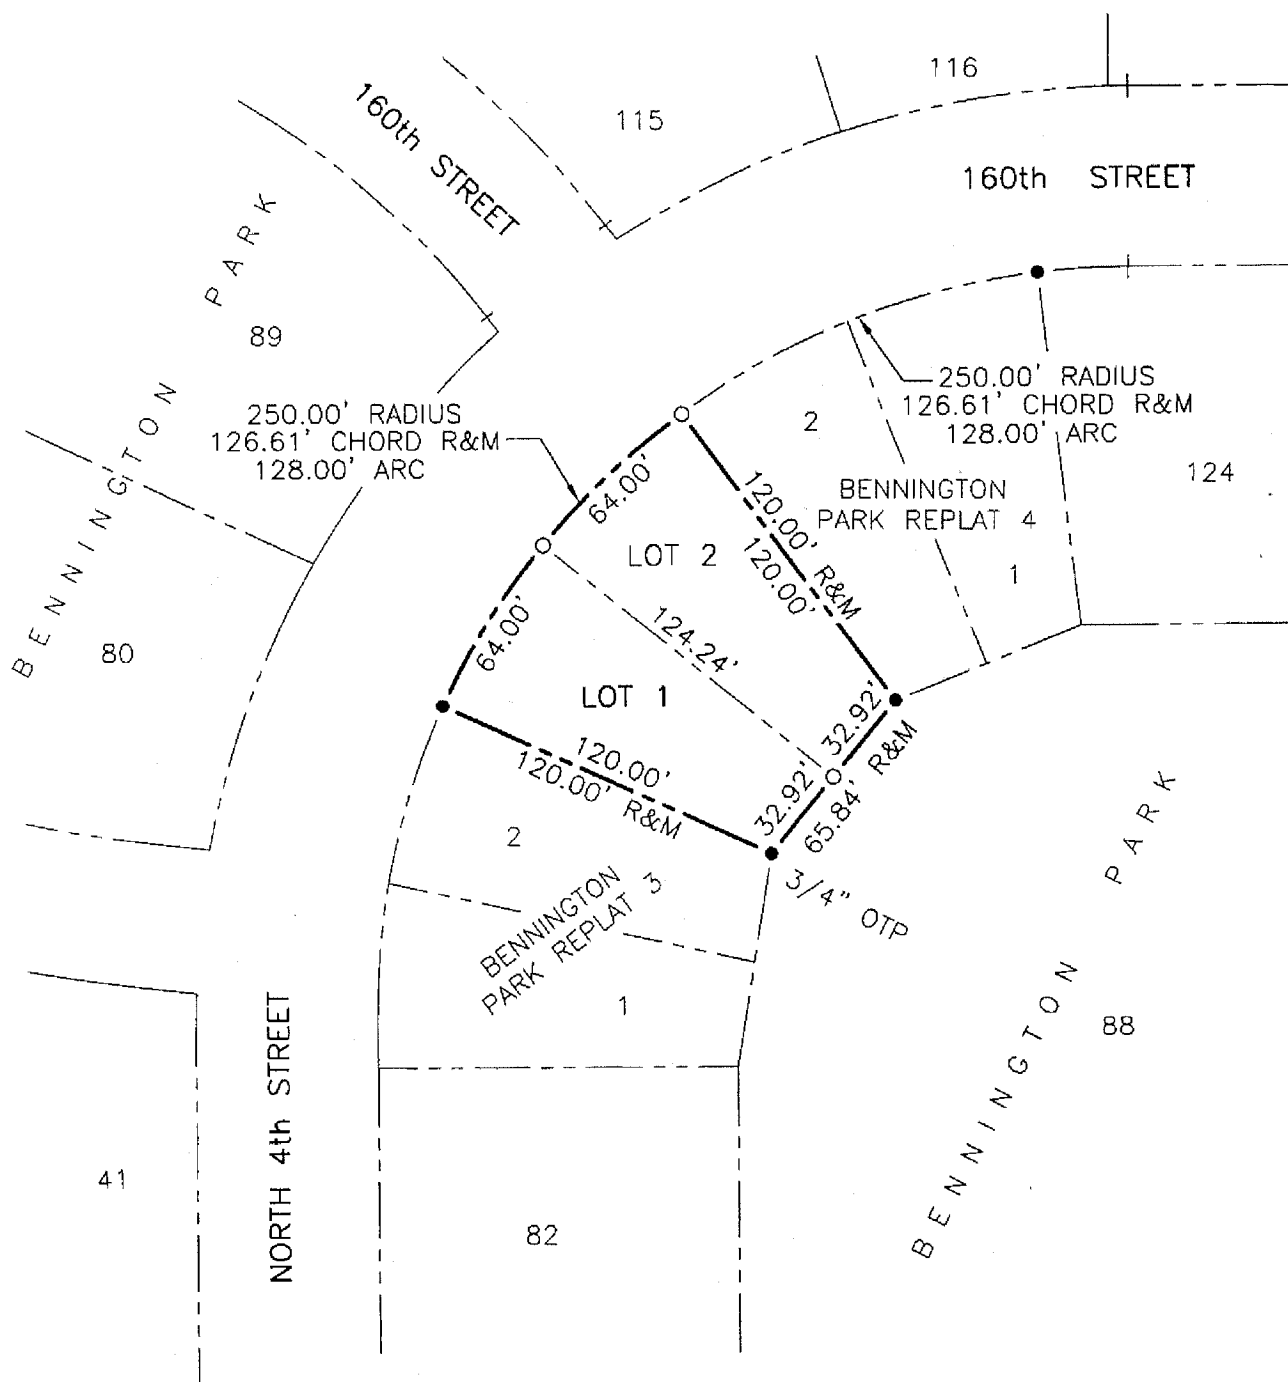 116
115
160th STREET
160th STREET
PARK
89
250.00' RADIUS
126.61' CHORD R&M
128.00' ARC
250.00' RADIUS
126.61' CHORD R&M
128.00' ARC
2
124
BENNINGTON
PARK REPLAT 4
1
64.00'
120.00' R&M
120.00'
LOT 2
BENNINGTON
80
64.00'
124.24'
LOT 1
32.92'
65.84' R&M
32.92'
120.00'
120.00' R&M
2
3/4" OTP
BENNINGTON
PARK REPLAT 3
1
PARK
BENNINGTON
88
NORTH 4th STREET
41
82